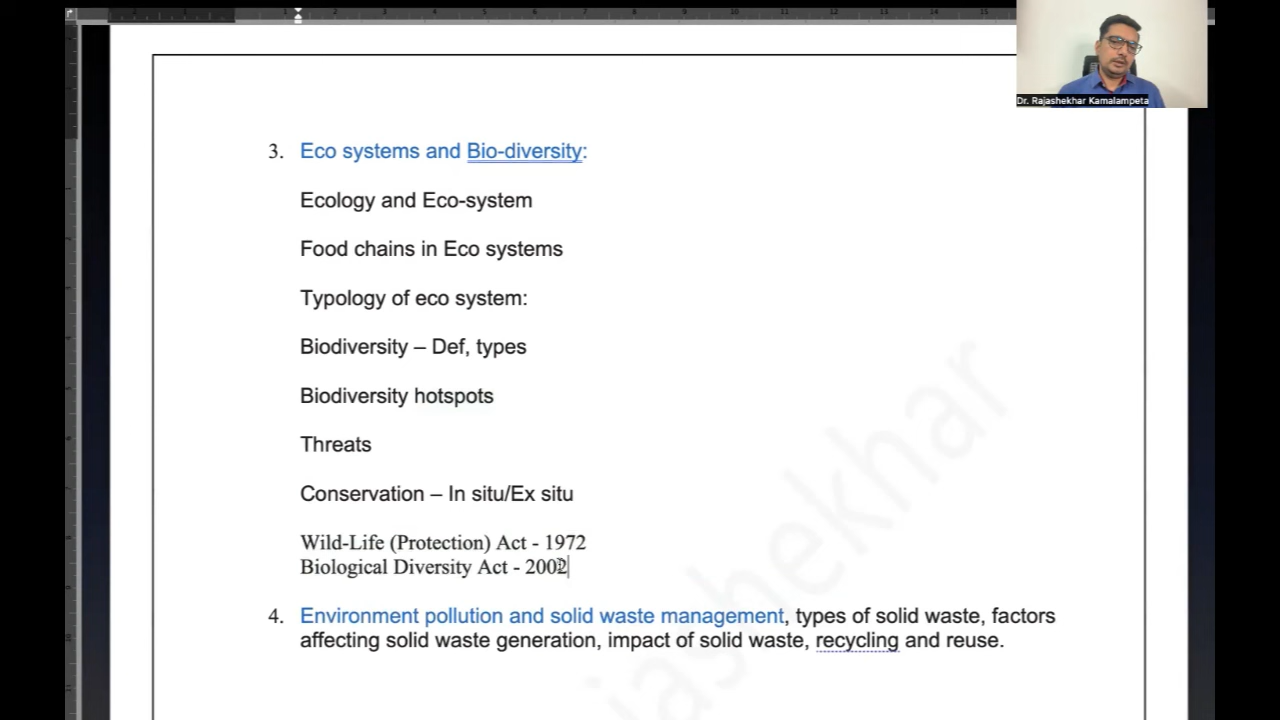 Dr. Rajashekhar Kamalampeta
3. Eco systems and Bio-diversity:
Ecology and Eco-system
Food chains in Eco systems
Typology of eco system:
Biodiversity – Def, types
Biodiversity hotspots
Threats
Conservation – In situ/Ex situ
Wild-Life (Protection) Act - 1972
Biological Diversity Act - 2002
4. Environment pollution and solid waste management, types of solid waste, factors
affecting solid waste generation, impact of solid waste, recycling and reuse.
ajashekhar